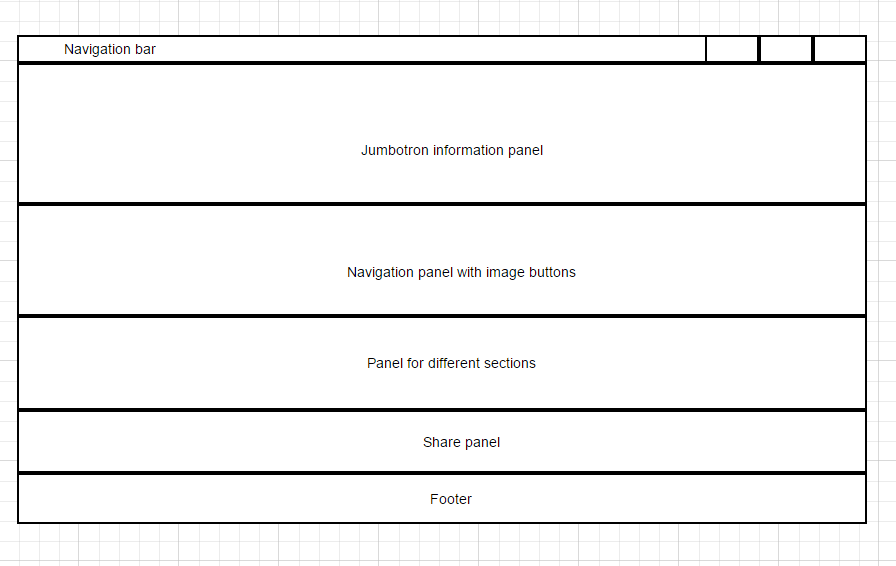 Navigation bar
Jumbotron information panel
Navigation panel with image buttons
Panel for different sections
Share panel
Footer